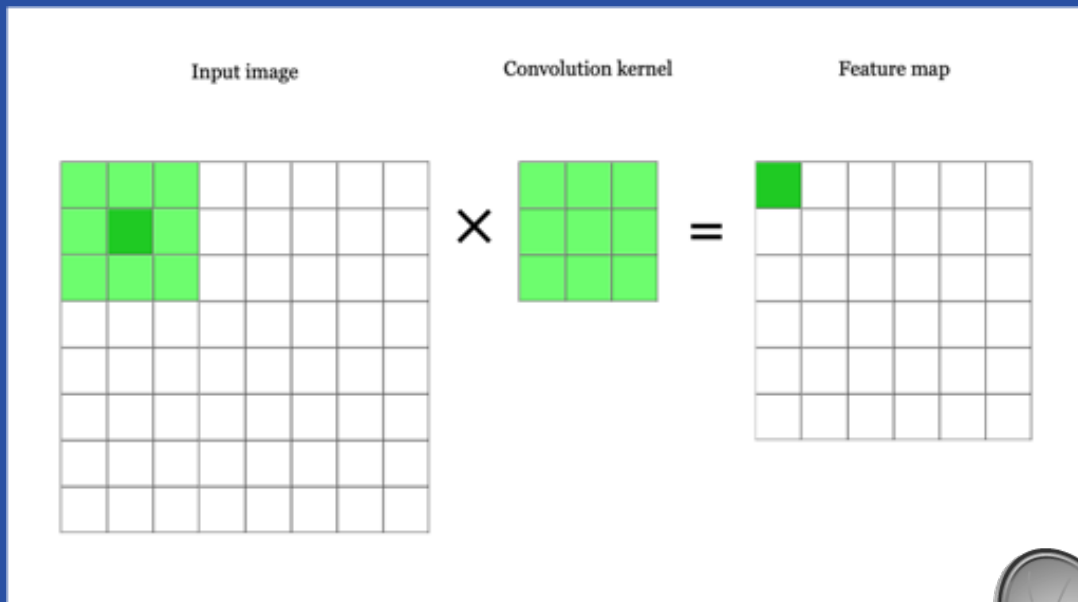 Input image
Convolution kernel
Feature map
×
=